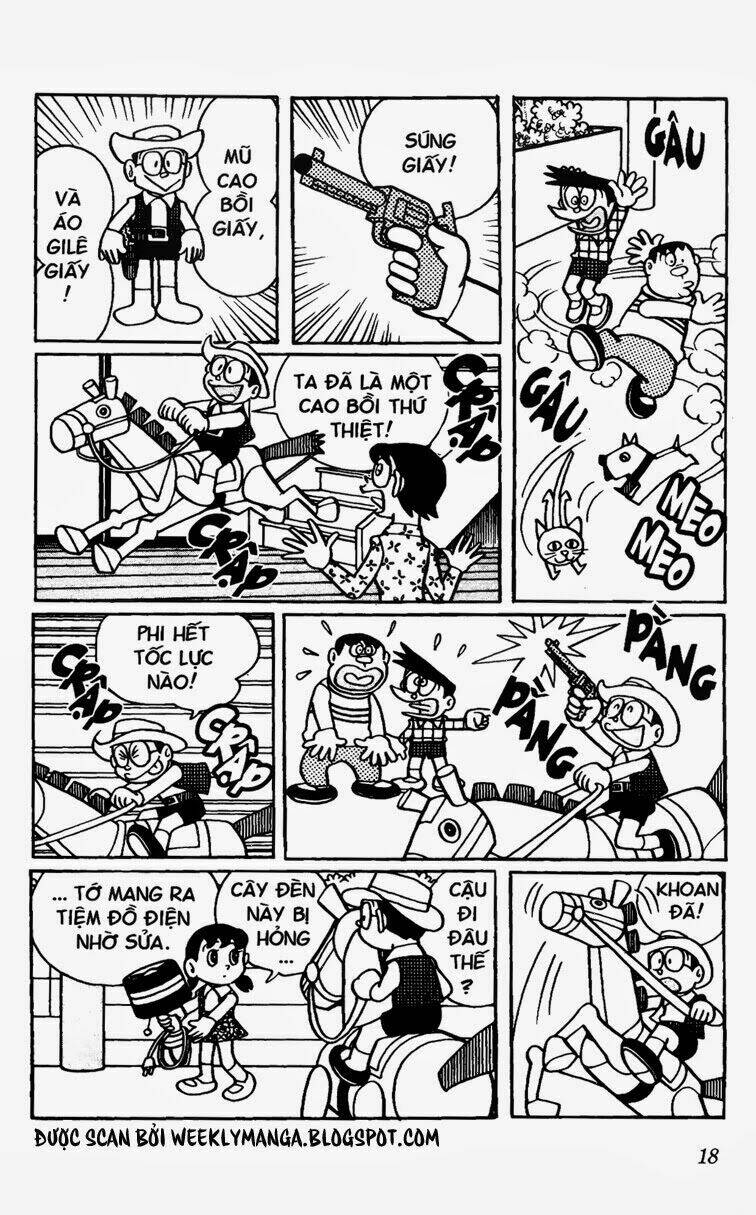 GÂU
GÂU
MEO
MEO
SÚNG
GIẤY!
MŨ
CAO
BỒI
GIẤY,
VÀ
ÁO
GILÊ
GIẤY
!
TA ĐÃ LÀ MỘT
CAO BỒI THỨ
THIỆT!
CRẬP
CRẬP
PẰNG
PẰNG
PHI HẾT
TỐC LỰC
NÀO!
CRẬP
CRẬP
KHOAN
ĐÃ!
CẬU
ĐI
ĐÂU
THẾ
?
CÂY ĐÈN
NÀY BỊ
HỎNG
...
... TỚ MANG RA
TIỆM ĐỒ ĐIỆN
NHỜ SỬA.
ĐƯỢC SCAN BỞI WEEKLYMANGA.BLOGSPOT.COM
18